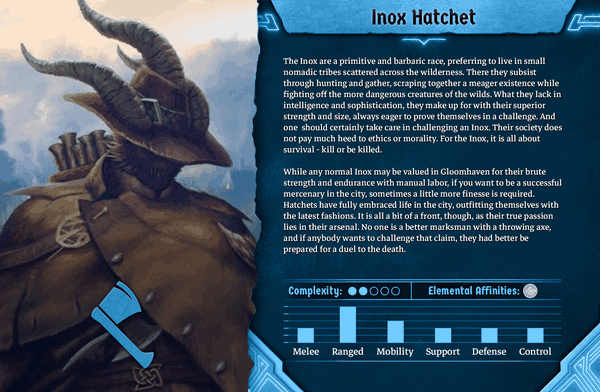 Inox Hatchet
The Inox are a primitive and barbaric race, preferring to live in small
nomadic tribes scattered across the wilderness. There they subsist
through hunting and gather, scraping together a meager existence while
fighting off the more dangerous creatures of the wilds. What they lack in
intelligence and sophistication, they make up for with their superior
strength and size, always eager to prove themselves in a challenge. And
one should certainly take care in challenging an Inox. Their society does
not pay much heed to ethics or morality. For the Inox, it is all about
survival - kill or be killed.
While any normal Inox may be valued in Gloomhaven for their brute
strength and endurance with manual labor, if you want to be a successful
mercenary in the city, sometimes a little more finesse is required.
Hatchets have fully embraced life in the city, outfitting themselves with
the latest fashions. It is all a bit of a front, though, as their true passion
lies in their arsenal. No one is a better marksman with a throwing axe,
and if anybody wants to challenge that claim, they had better be
prepared for a duel to the death.
Complexity: Elemental Affinities:
Melee Ranged Mobility Support Defense Control